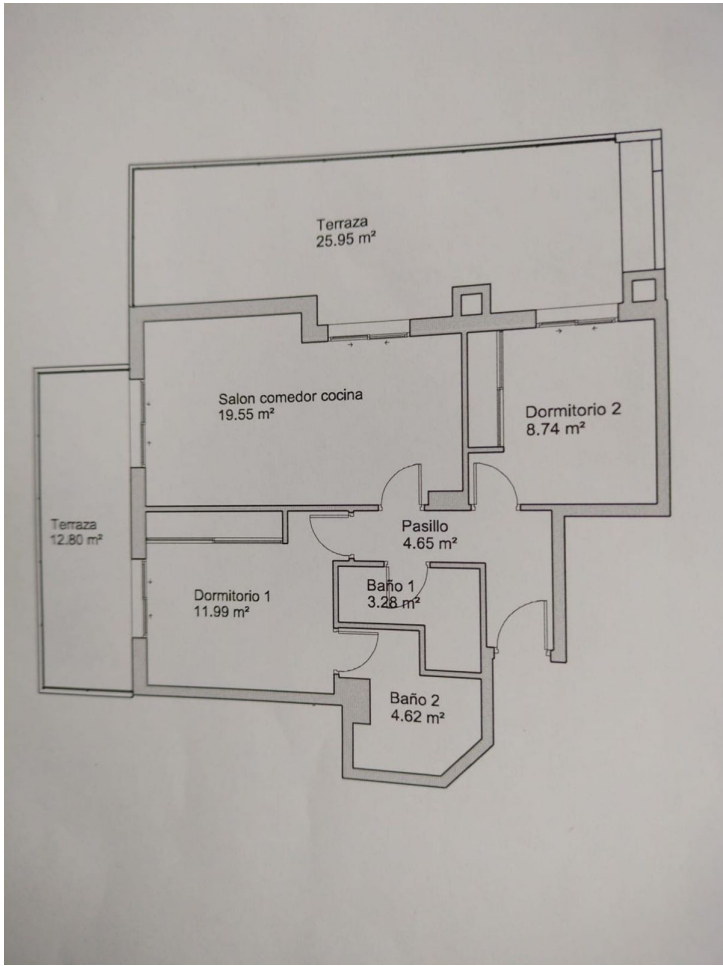 Terraza
25.95 m²
Salon comedor cocina
19.55 m²
Dormitorio 2
8.74 m²
Terraza
12.80 m²
Pasillo
4.65 m²
Dormitorio 1
11.99 m²
Baño 1
3.28 m²
Baño 2
4.62 m²